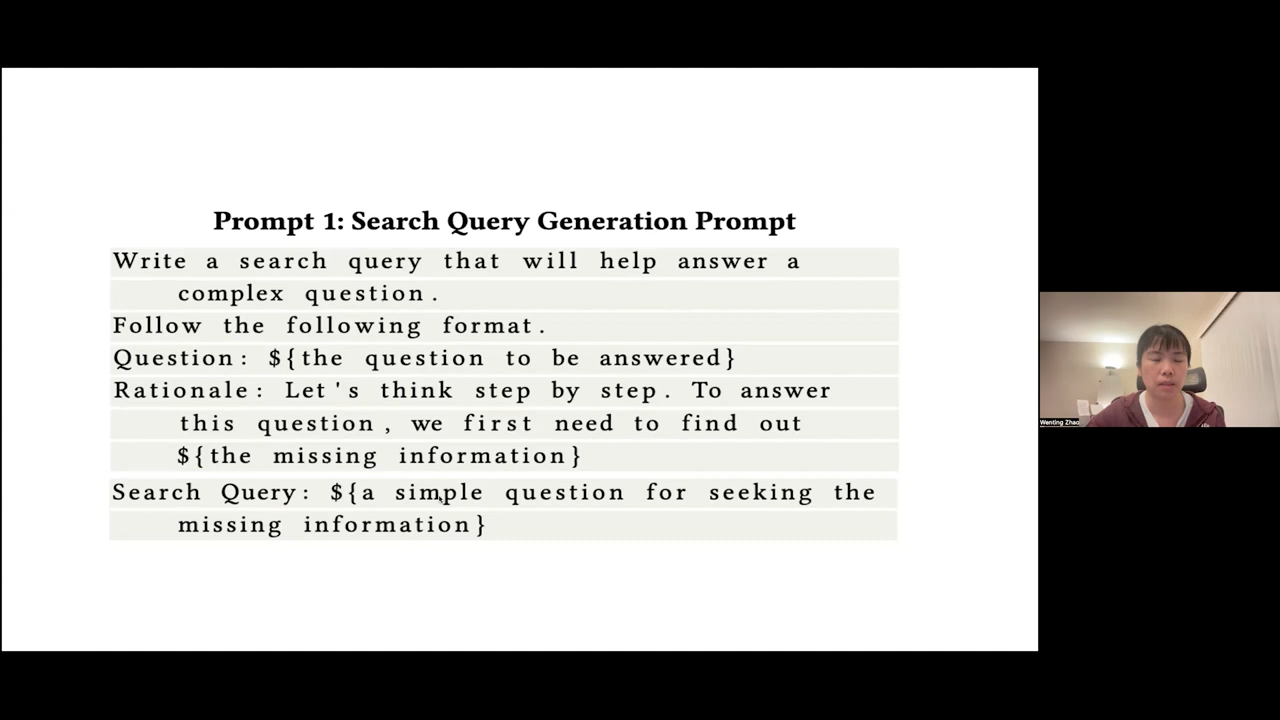 Prompt 1: Search Query Generation Prompt
Write a search query that will help answer a
complex question.
Follow the following format.
Question: ${the question to be answered}
Rationale: Let's think step by step. To answer
this question, we first need to find out
${the missing information}
Search Query: ${a simple question for seeking the
missing information}
Wenting Zhao